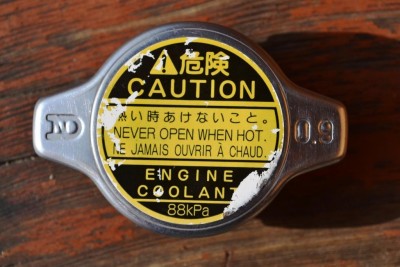 ⚠危険
CAUTION
熱い時あけないこと。
NEVER OPEN WHEN HOT.
NE JAMAIS OUVRIR À CHAUD.
ENGINE
COOLANT
88kPa
0.9